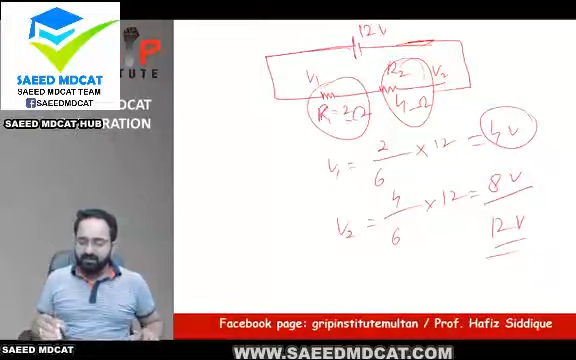 12 V
SAEED MDCAT
SAEED MDCAT TEAM
SAEEDMDCAT
SAEED MDCAT HUB
V₁
R₂
V₂
R = 2Ω
4 Ω
V₁ = 2/6 × 12 = 4 V
V₂ = 4/6 × 12 = 8 V
12 V
Facebook page: gripinstitutemultan / Prof. Hafiz Siddique
SAEED MDCAT
WWW.SAEEDMDCAT.COM